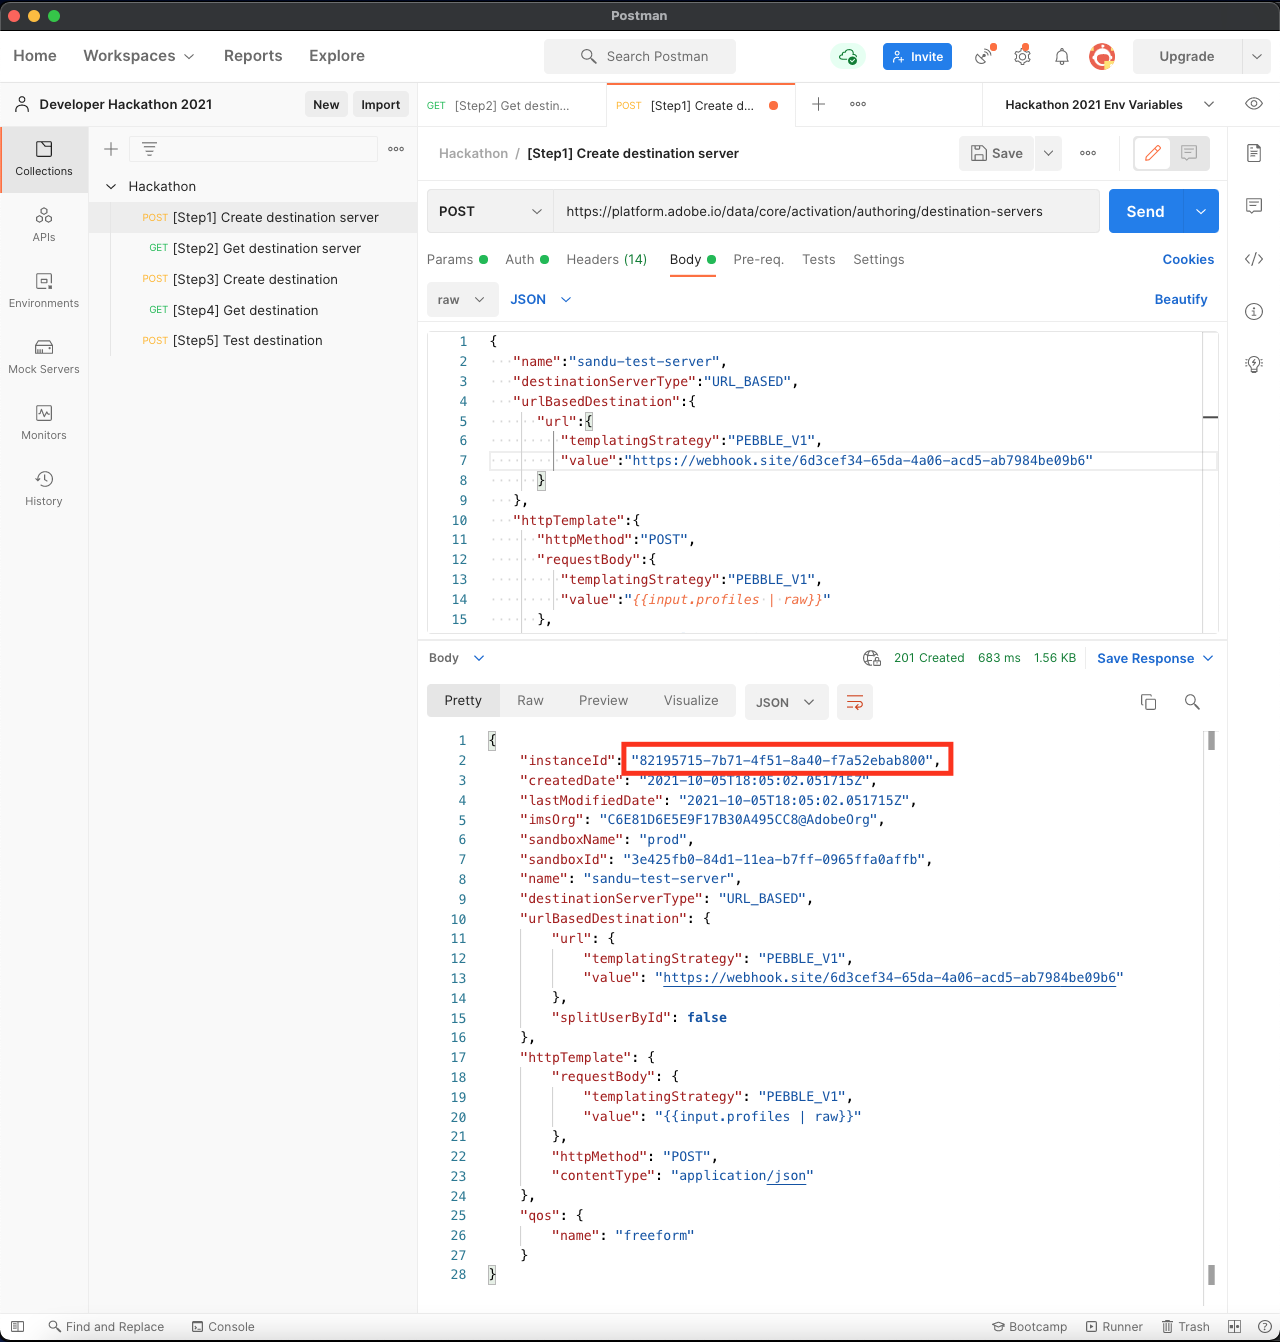 Postman
Home Workspaces Reports Explore Search Postman Invite Upgrade
Developer Hackathon 2021 New Import
GET [Step2] Get destin... POST [Step1] Create d... Hackathon 2021 Env Variables
Collections
APIs
Environments
Mock Servers
Monitors
History
Hackathon
POST [Step1] Create destination server
GET [Step2] Get destination server
POST [Step3] Create destination
GET [Step4] Get destination
POST [Step5] Test destination
Hackathon / [Step1] Create destination server Save
POST https://platform.adobe.io/data/core/activation/authoring/destination-servers Send
Params Auth Headers (14) Body Pre-req. Tests Settings Cookies
raw JSON Beautify
1 {
2 "name":"sandu-test-server",
3 "destinationServerType":"URL_BASED",
4 "urlBasedDestination":{
5 "url":{
6 "templatingStrategy":"PEBBLE_V1",
7 "value":"https://webhook.site/6d3cef34-65da-4a06-acd5-ab7984be09b6"
8 }
9 },
10 "httpTemplate":{
11 "httpMethod":"POST",
12 "requestBody":{
13 "templatingStrategy":"PEBBLE_V1",
14 "value":"{{input.profiles | raw}}"
15 },
Body 201 Created 683 ms 1.56 KB Save Response
Pretty Raw Preview Visualize JSON
1 {
2 "instanceId": "82195715-7b71-4f51-8a40-f7a52ebab800",
3 "createdDate": "2021-10-05T18:05:02.051715Z",
4 "lastModifiedDate": "2021-10-05T18:05:02.051715Z",
5 "imsOrg": "C6E81D6E5E9F17B30A495CC8@AdobeOrg",
6 "sandboxName": "prod",
7 "sandboxId": "3e425fb0-84d1-11ea-b7ff-0965ffa0affb",
8 "name": "sandu-test-server",
9 "destinationServerType": "URL_BASED",
10 "urlBasedDestination": {
11 "url": {
12 "templatingStrategy": "PEBBLE_V1",
13 "value": "https://webhook.site/6d3cef34-65da-4a06-acd5-ab7984be09b6"
14 },
15 "splitUserById": false
16 },
17 "httpTemplate": {
18 "requestBody": {
19 "templatingStrategy": "PEBBLE_V1",
20 "value": "{{input.profiles | raw}}"
21 },
22 "httpMethod": "POST",
23 "contentType": "application/json"
24 },
25 "qos": {
26 "name": "freeform"
27 }
28 }
Find and Replace Console Bootcamp Runner Trash